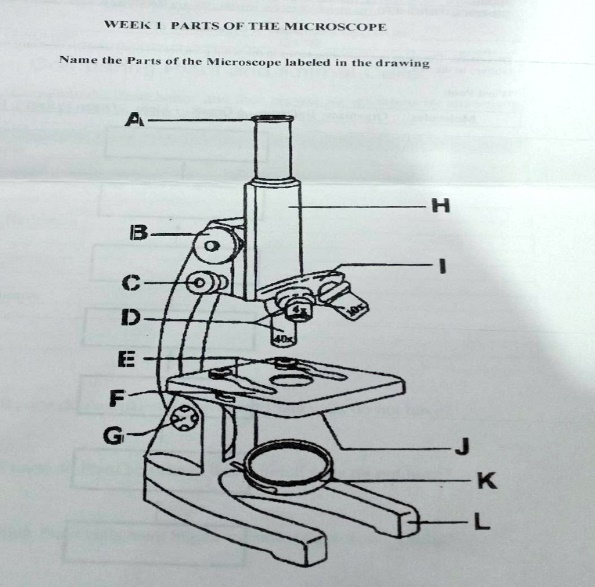 WEEK 1 PARTS OF THE MICROSCOPE
Name the Parts of the Microscope labeled in the drawing
A
H
B
I
C
D
4x
10x
40x
E
F
G
J
K
L